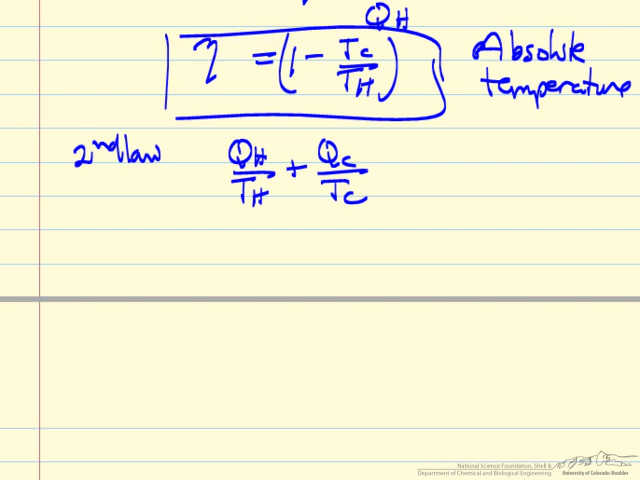 Q_H
η = (1 - T_C/T_H) Absolute temperature
2nd law Q_H/T_H + Q_C/T_C
National Science Foundation, Shell &
Department of Chemical and Biological Engineering University of Colorado-Boulder